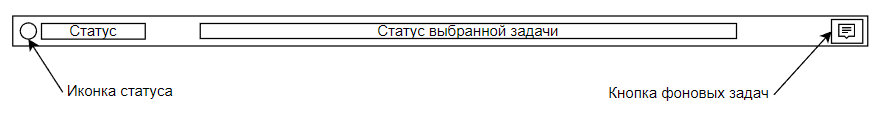 Статус
Статус выбранной задачи
Иконка статуса
Кнопка фоновых задач